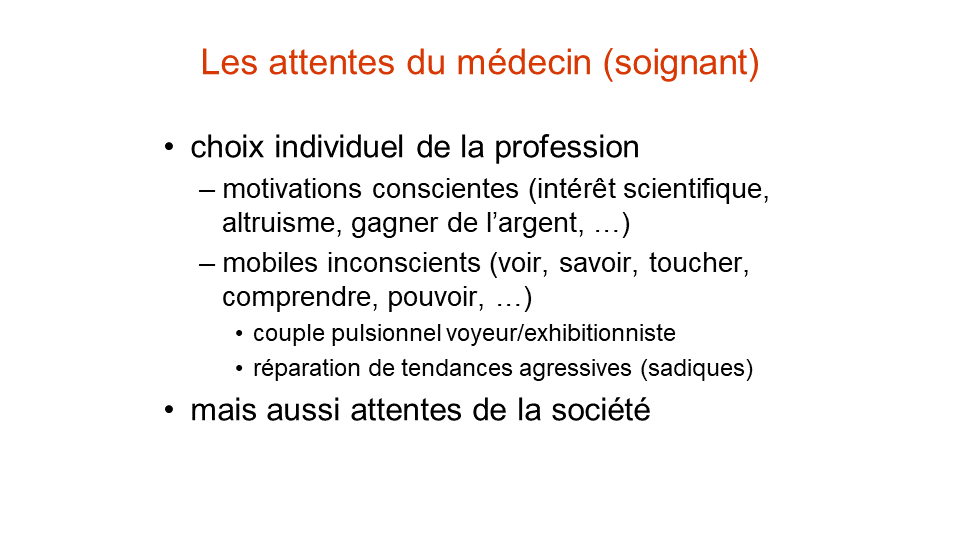 Les attentes du médecin (soignant)
• choix individuel de la profession
– motivations conscientes (intérêt scientifique,
altruisme, gagner de l’argent, …)
– mobiles inconscients (voir, savoir, toucher,
comprendre, pouvoir, …)
• couple pulsionnel voyeur/exhibitionniste
• réparation de tendances agressives (sadiques)
• mais aussi attentes de la société